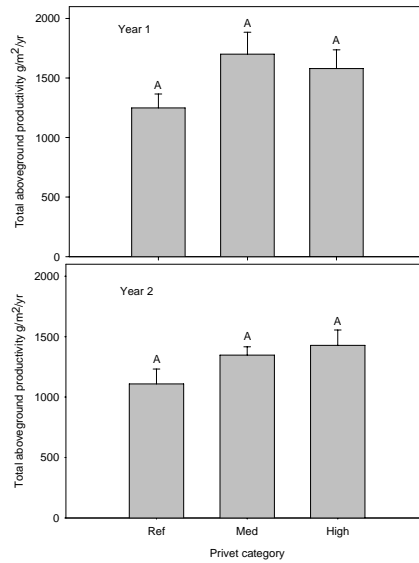 2000
Year 1
A
A
A
1500
1000
500
0
Total aboveground productivity g/m²/yr
2000
Year 2
A
A
A
1500
1000
500
0
Total aboveground productivity g/m²/yr
Ref Med High
Privet category